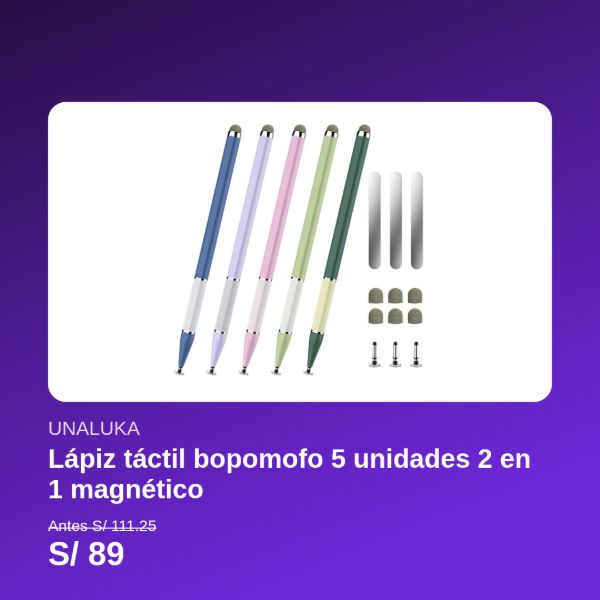 UNALUKA
Lápiz táctil bopomofo 5 unidades 2 en
1 magnético
Antes S/ 111.25
S/ 89